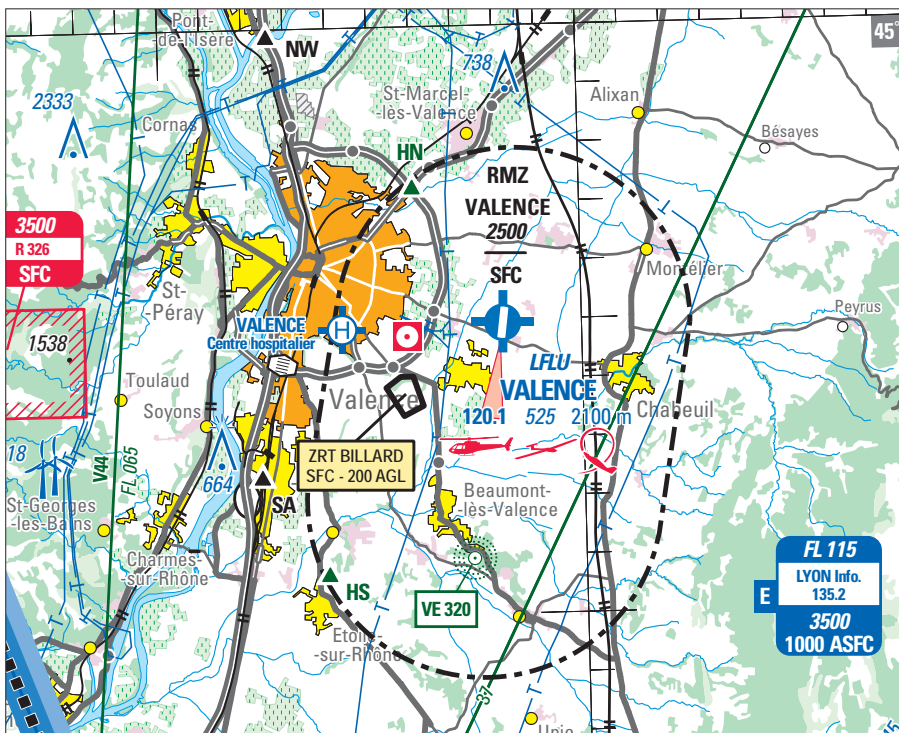 Pont-
-de-l'Isère
NW
45°
738
2333
St-Marcel-
-lès-Valence
Alixan
Cornas
Bésayes
HN
RMZ
VALENCE
2500
SFC
3500
R 326
SFC
Montélier
St-
-Péray
Peyrus
VALENCE
Centre hospitalier
H
1538
LFLU
VALENCE
120.1 525 2100 m
Toulaud
Valence
Chabeuil
Soyons
ZRT BILLARD
SFC - 200 AGL
18
V44
FL 065
664
SA
Beaumont-
-lès-Valence
St-Georges
-les-Bains
Charmes-
-sur-Rhône
HS
VE 320
FL 115
LYON Info.
135.2
E
3500
1000 ASFC
Etoile-
-sur-Rhône
37